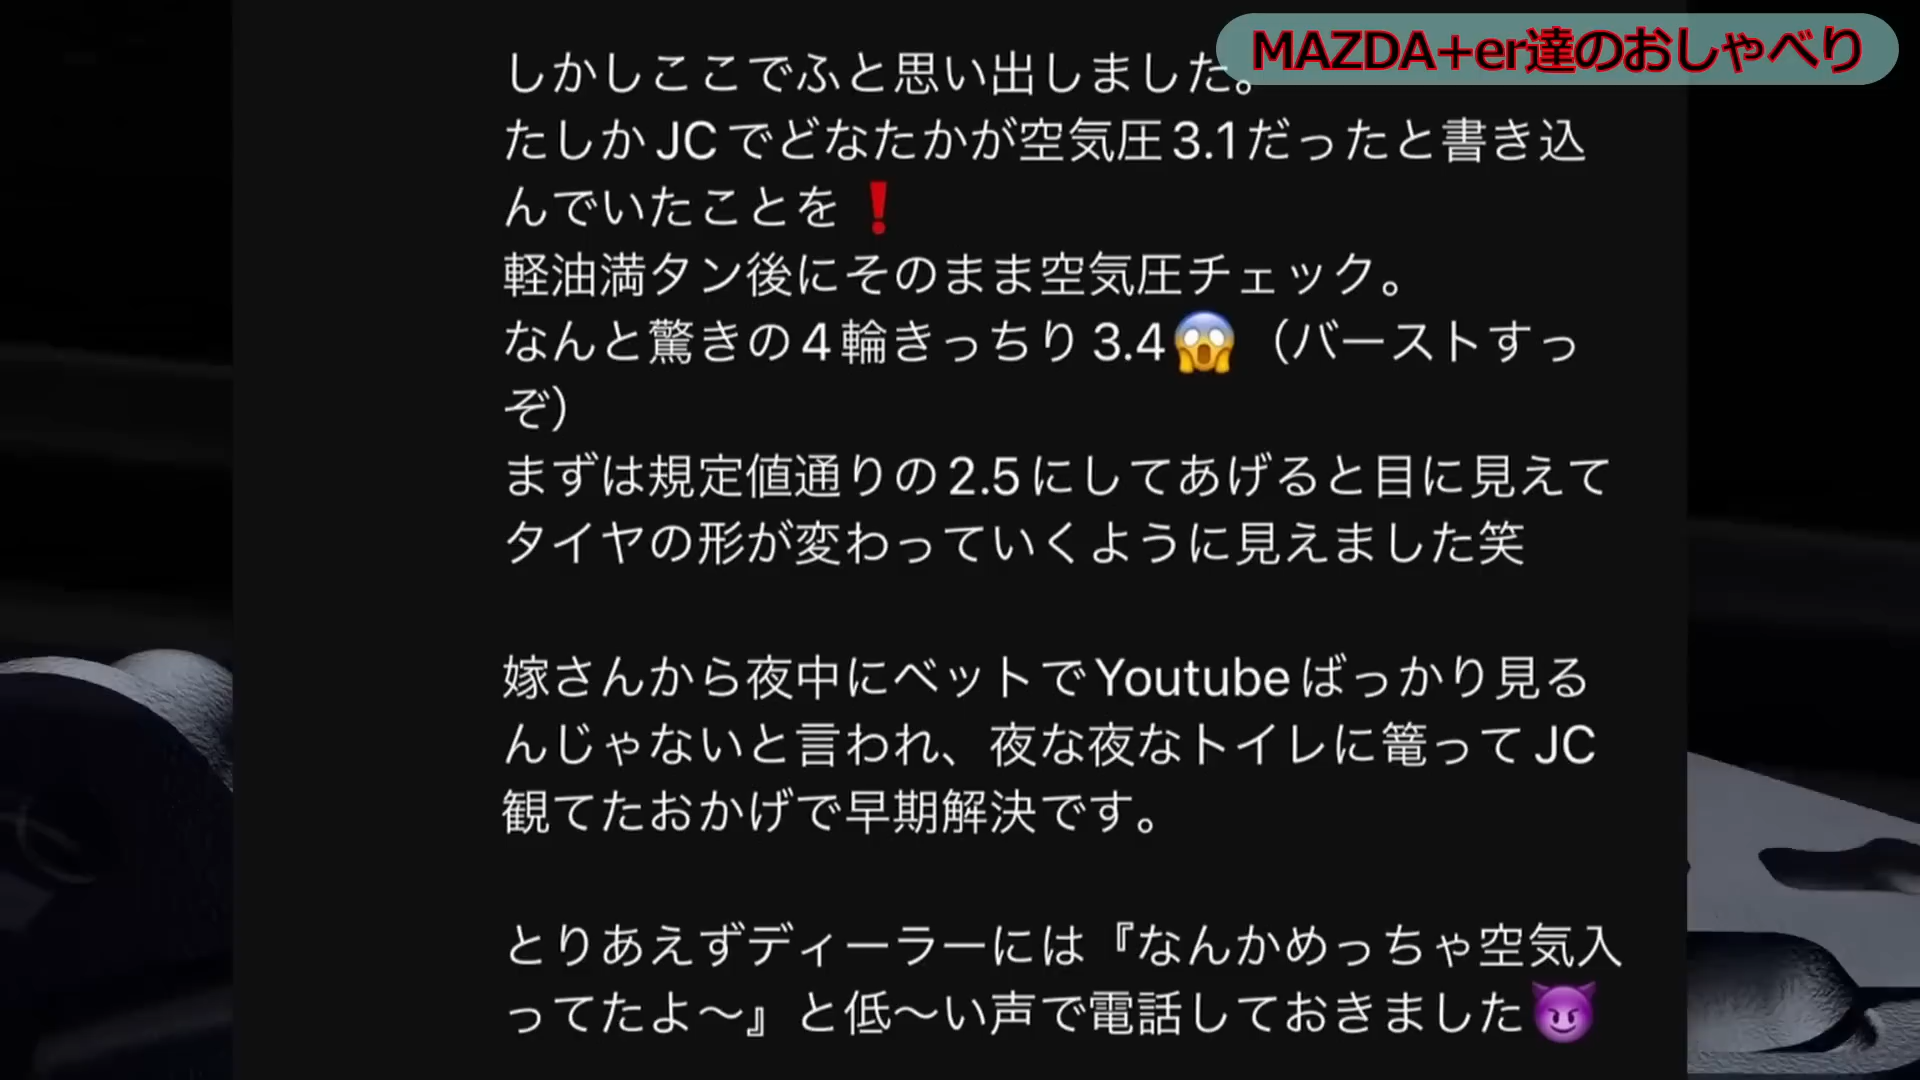 MAZDA+er達のおしゃべり
しかしここでふと思い出しました。
たしかJCでどなたかが空気圧3.1だったと書き込
んでいたことを❗
軽油満タン後にそのまま空気圧チェック。
なんと驚きの4輪きっちり3.4😱（バーストすっ
ぞ）
まずは規定値通りの2.5にしてあげると目に見えて
タイヤの形が変わっていくように見えました笑
嫁さんから夜中にベットでYoutubeばっかり見る
んじゃないと言われ、夜な夜なトイレに篭ってJC
観てたおかげで早期解決です。
とりあえずディーラーには『なんかめっちゃ空気入
ってたよ〜』と低〜い声で電話しておきました😈